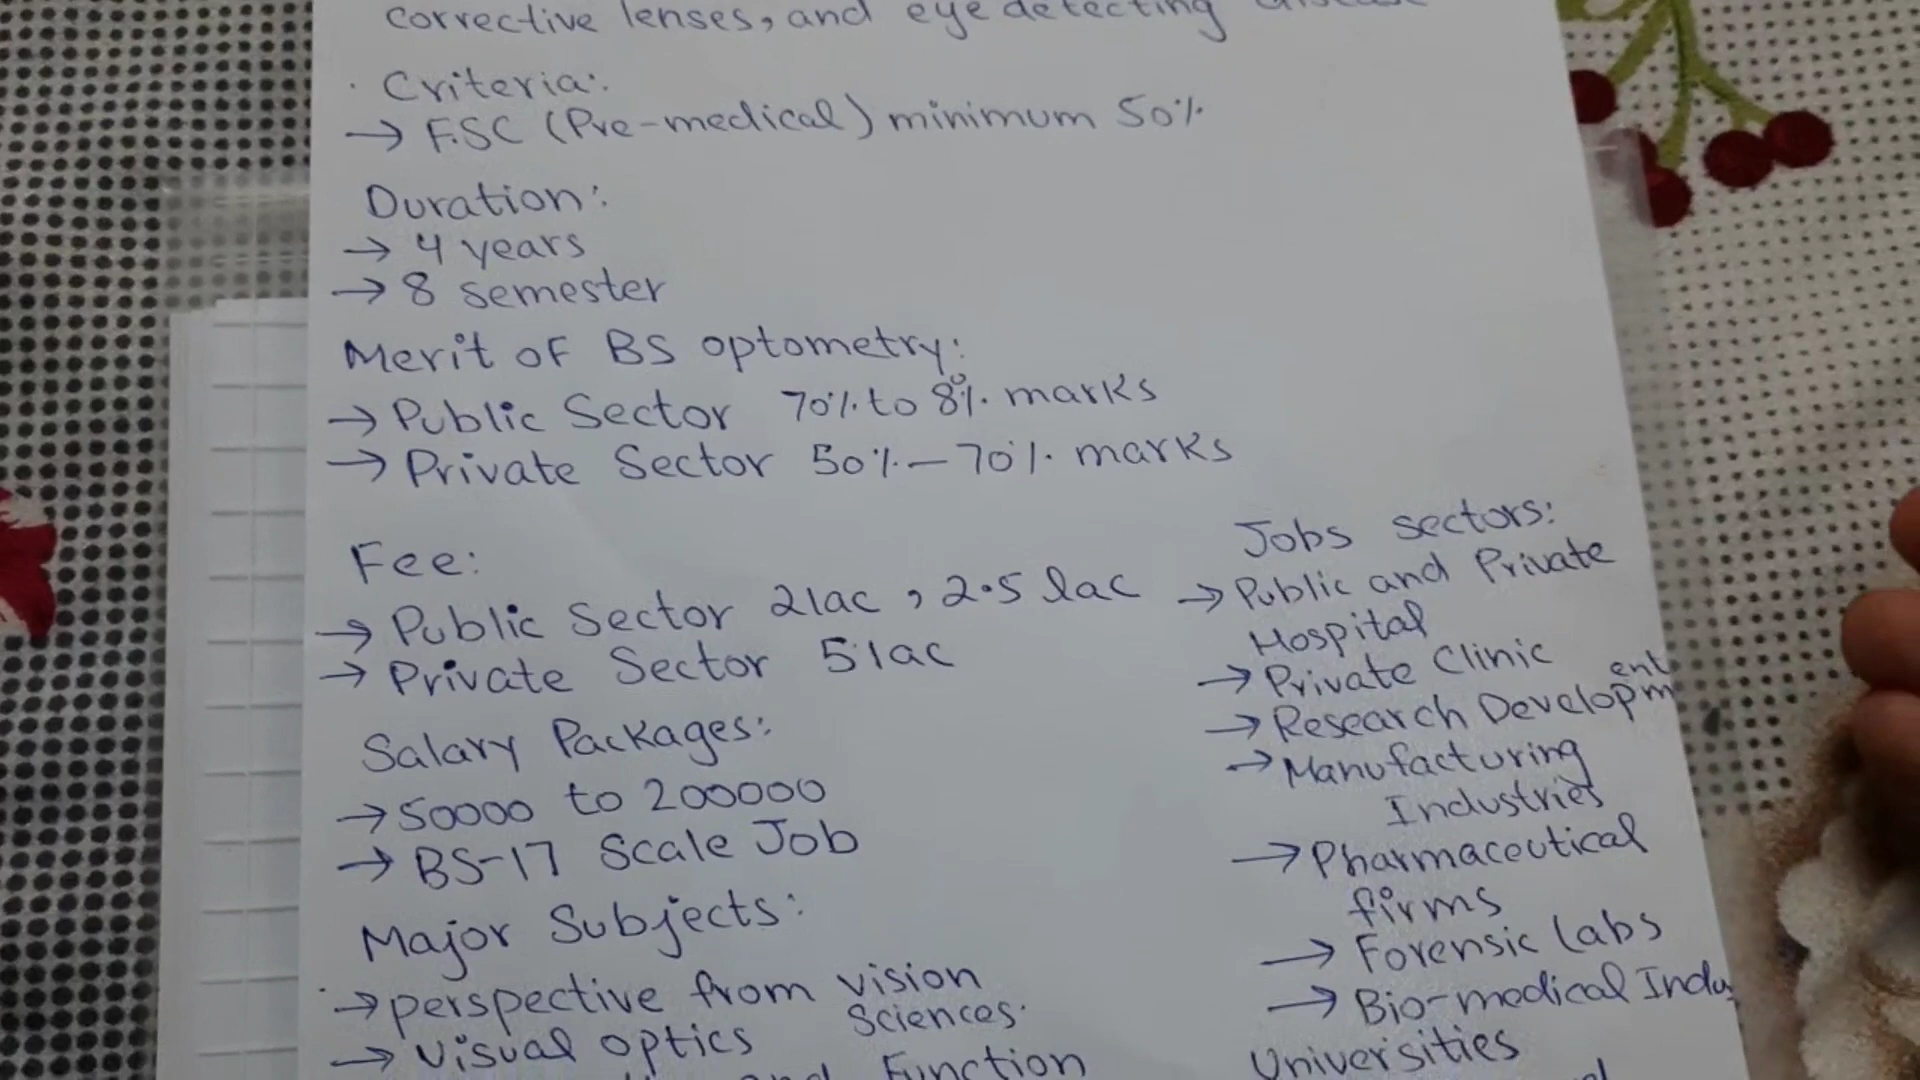 corrective lenses, and eye detecting disease
Criteria:
→ F.SC (Pre-medical) minimum 50%
Duration:
→ 4 years
→ 8 semester
Merit of BS optometry:
→ Public Sector 70% to 80% marks
→ Private Sector 50% – 70% marks
Fee:
→ Public Sector 2lac, 2.5 lac
→ Private Sector 5lac
Salary Packages:
→ 50000 to 200000
→ BS-17 Scale Job
Major Subjects:
→ perspective from vision
Sciences.
→ visual optics
Function
Jobs sectors:
→ Public and Private
Hospital
→ Private Clinic
→ Research Development
→ Manufacturing
Industries
→ Pharmaceutical
firms
→ Forensic labs
→ Bio-medical Indus
Universities